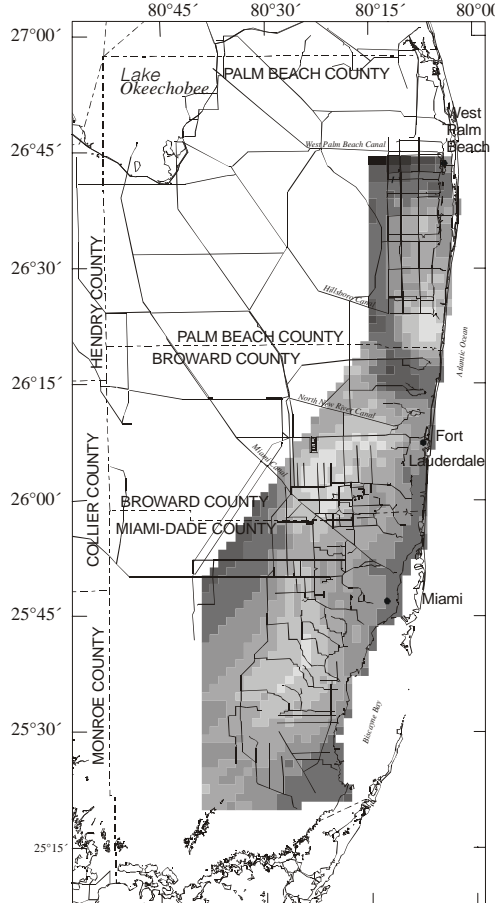 80°45´ 80°30´ 80°15´ 80°00
27°00´
Lake
Okeechobee
PALM BEACH COUNTY
West
Palm
Beach
West Palm Beach Canal
26°45´
26°30´
HENDRY COUNTY
Hillsboro Canal
Atlantic Ocean
PALM BEACH COUNTY
BROWARD COUNTY
26°15´
North New River Canal
Fort
Lauderdale
Miami Canal
26°00´
COLLIER COUNTY
BROWARD COUNTY
MIAMI-DADE COUNTY
25°45´
Miami
MONROE COUNTY
25°30´
Biscayne Bay
25°15´